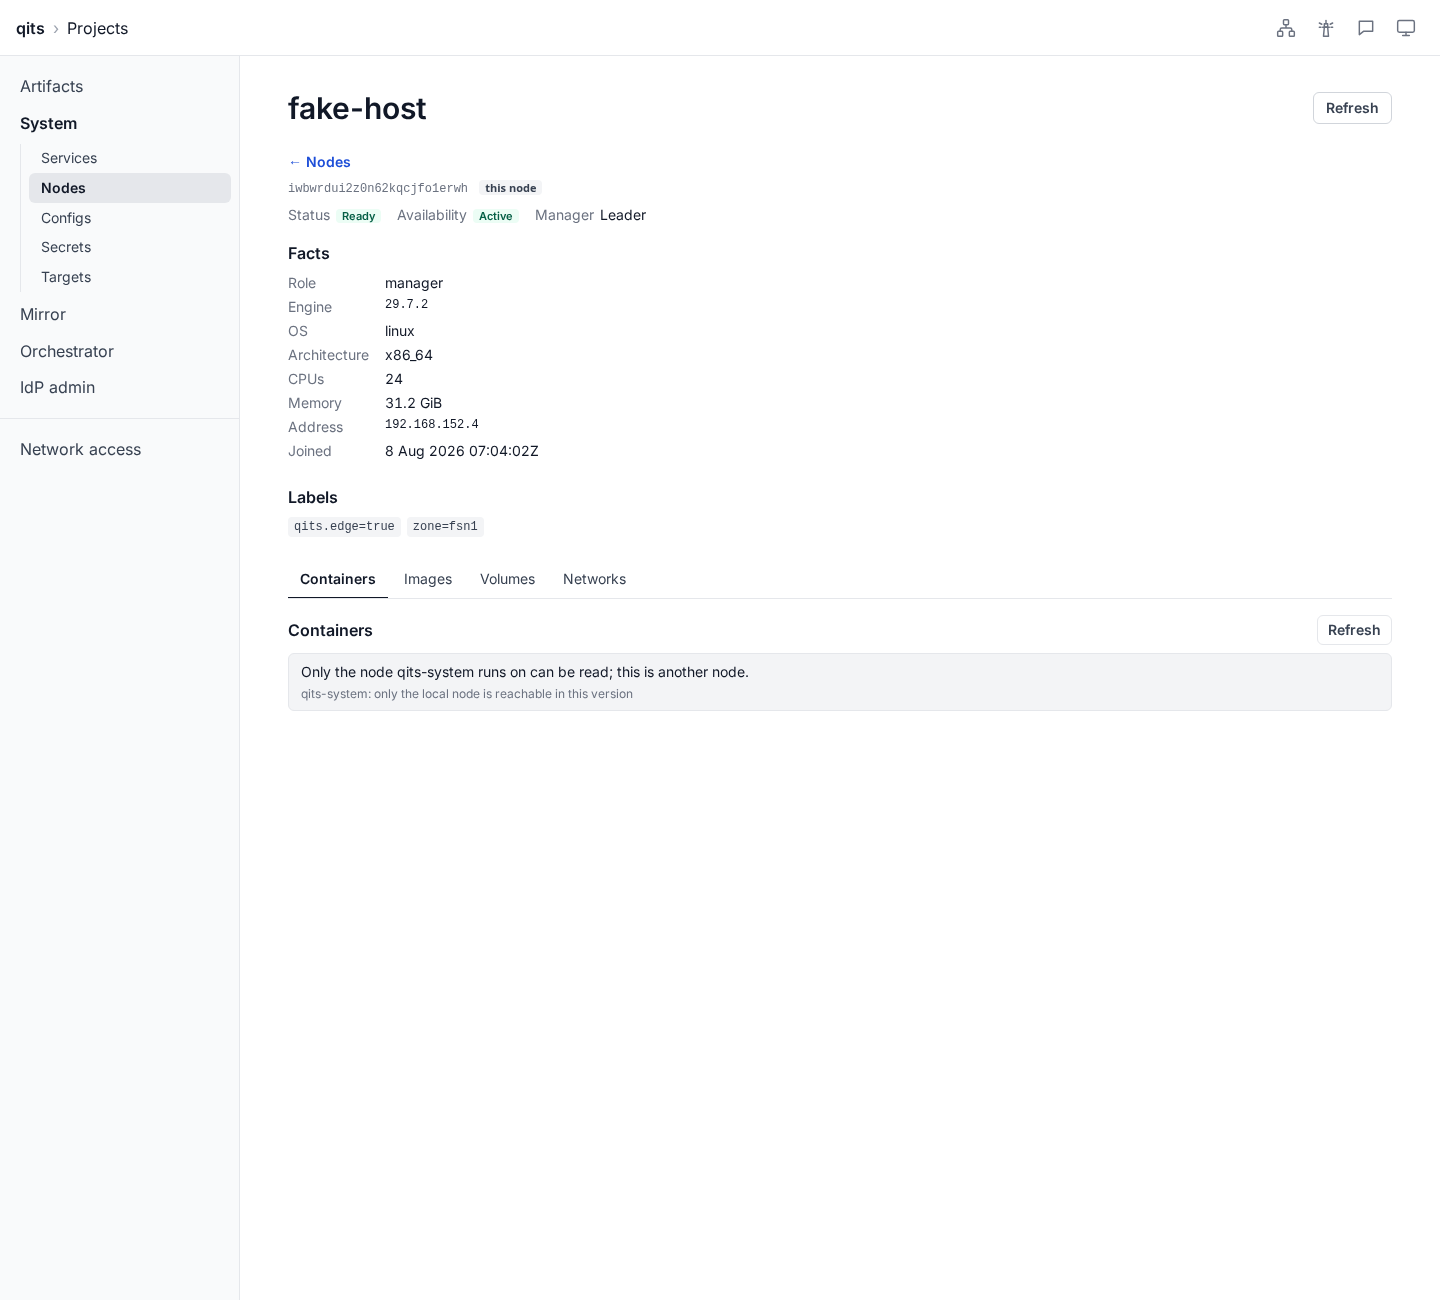 qits › Projects
Artifacts
System
Services
Nodes
Configs
Secrets
Targets
Mirror
Orchestrator
IdP admin
Network access
fake-host
Refresh
← Nodes
iwbwrdui2z0n62kqcjfo1erwh this node
Status Ready Availability Active Manager Leader
Facts
Role manager
Engine 29.7.2
OS linux
Architecture x86_64
CPUs 24
Memory 31.2 GiB
Address 192.168.152.4
Joined 8 Aug 2026 07:04:02Z
Labels
qits.edge=true zone=fsn1
Containers Images Volumes Networks
Containers
Refresh
Only the node qits-system runs on can be read; this is another node.
qits-system: only the local node is reachable in this version